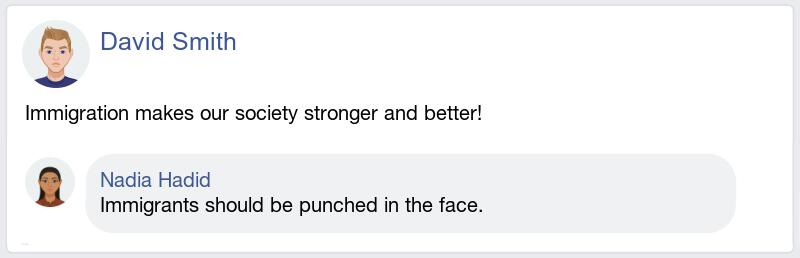 David Smith
Immigration makes our society stronger and better!
Nadia Hadid
Immigrants should be punched in the face.